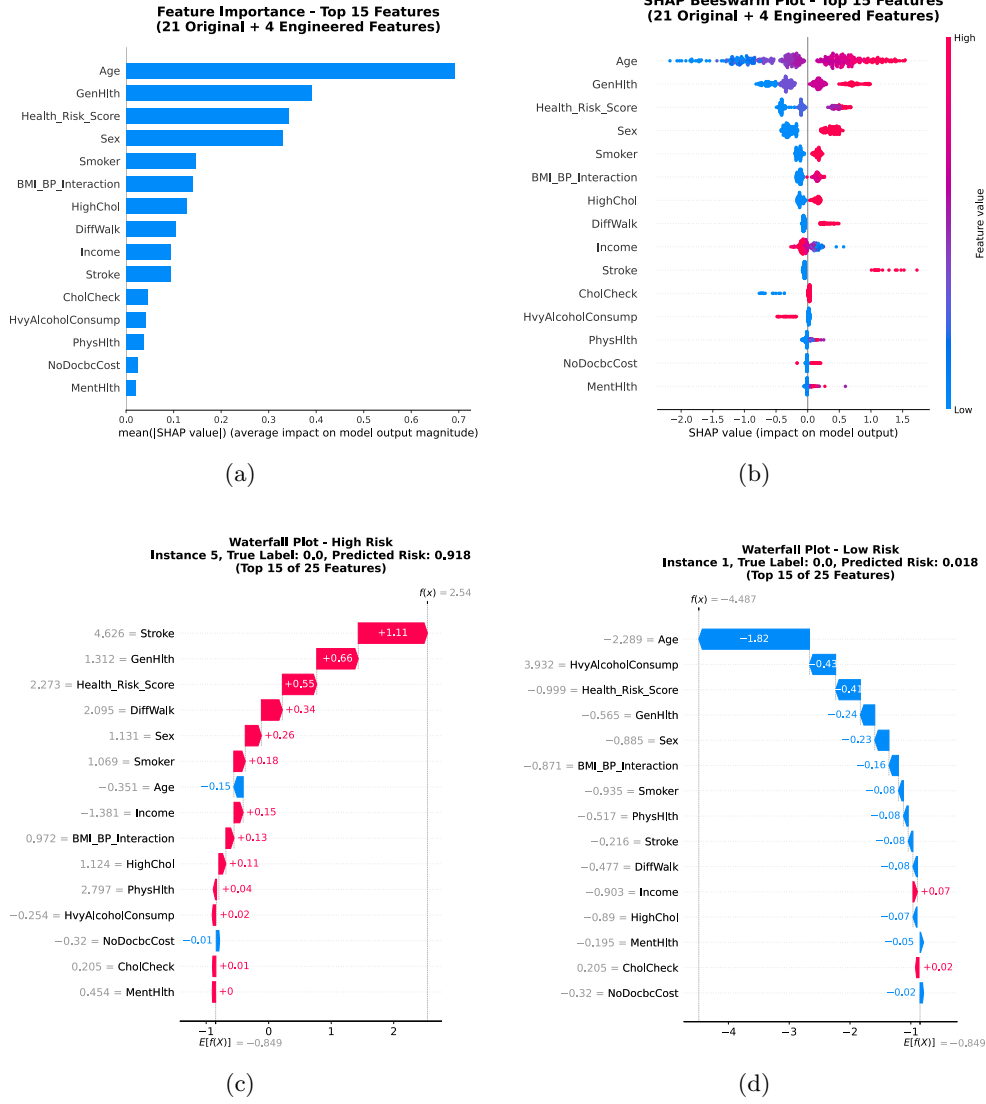 Feature Importance - Top 15 Features
(21 Original + 4 Engineered Features)
Age
GenHlth
Health_Risk_Score
Sex
Smoker
BMI_BP_Interaction
HighChol
DiffWalk
Income
Stroke
CholCheck
HvyAlcoholConsump
PhysHlth
NoDocbcCost
MentHlth
0.0 0.1 0.2 0.3 0.4 0.5 0.6 0.7
mean(|SHAP value|) (average impact on model output magnitude)
(a)
SHAP Beeswarm Plot - Top 15 Features
(21 Original + 4 Engineered Features)
High
Age
GenHlth
Health_Risk_Score
Sex
Smoker
BMI_BP_Interaction
HighChol
DiffWalk
Income
Stroke
CholCheck
HvyAlcoholConsump
PhysHlth
NoDocbcCost
MentHlth
Feature value
Low
−2.0 −1.5 −1.0 −0.5 0.0 0.5 1.0 1.5
SHAP value (impact on model output)
(b)
Waterfall Plot - High Risk
Instance 5, True Label: 0.0, Predicted Risk: 0.918
(Top 15 of 25 Features)
f(x) = 2.54
4.626 = Stroke +1.11
1.312 = GenHlth +0.66
2.273 = Health_Risk_Score +0.55
2.095 = DiffWalk +0.34
1.131 = Sex +0.26
1.069 = Smoker +0.18
−0.351 = Age −0.15
−1.381 = Income +0.15
0.972 = BMI_BP_Interaction +0.13
1.124 = HighChol +0.11
2.797 = PhysHlth +0.04
−0.254 = HvyAlcoholConsump +0.02
−0.32 = NoDocbcCost −0.01
0.205 = CholCheck +0.01
0.454 = MentHlth +0
−1 0 1 2
E[f(X)] = −0.849
(c)
Waterfall Plot - Low Risk
Instance 1, True Label: 0.0, Predicted Risk: 0.018
(Top 15 of 25 Features)
f(x) = −4.487
−2.289 = Age −1.82
3.932 = HvyAlcoholConsump −0.43
−0.999 = Health_Risk_Score −0.41
−0.565 = GenHlth −0.24
−0.885 = Sex −0.23
−0.871 = BMI_BP_Interaction −0.16
−0.935 = Smoker −0.08
−0.517 = PhysHlth −0.08
−0.216 = Stroke −0.08
−0.477 = DiffWalk −0.08
−0.903 = Income +0.07
−0.89 = HighChol −0.07
−0.195 = MentHlth −0.05
0.205 = CholCheck +0.02
−0.32 = NoDocbcCost −0.02
−4 −3 −2 −1
E[f(X)] = −0.849
(d)